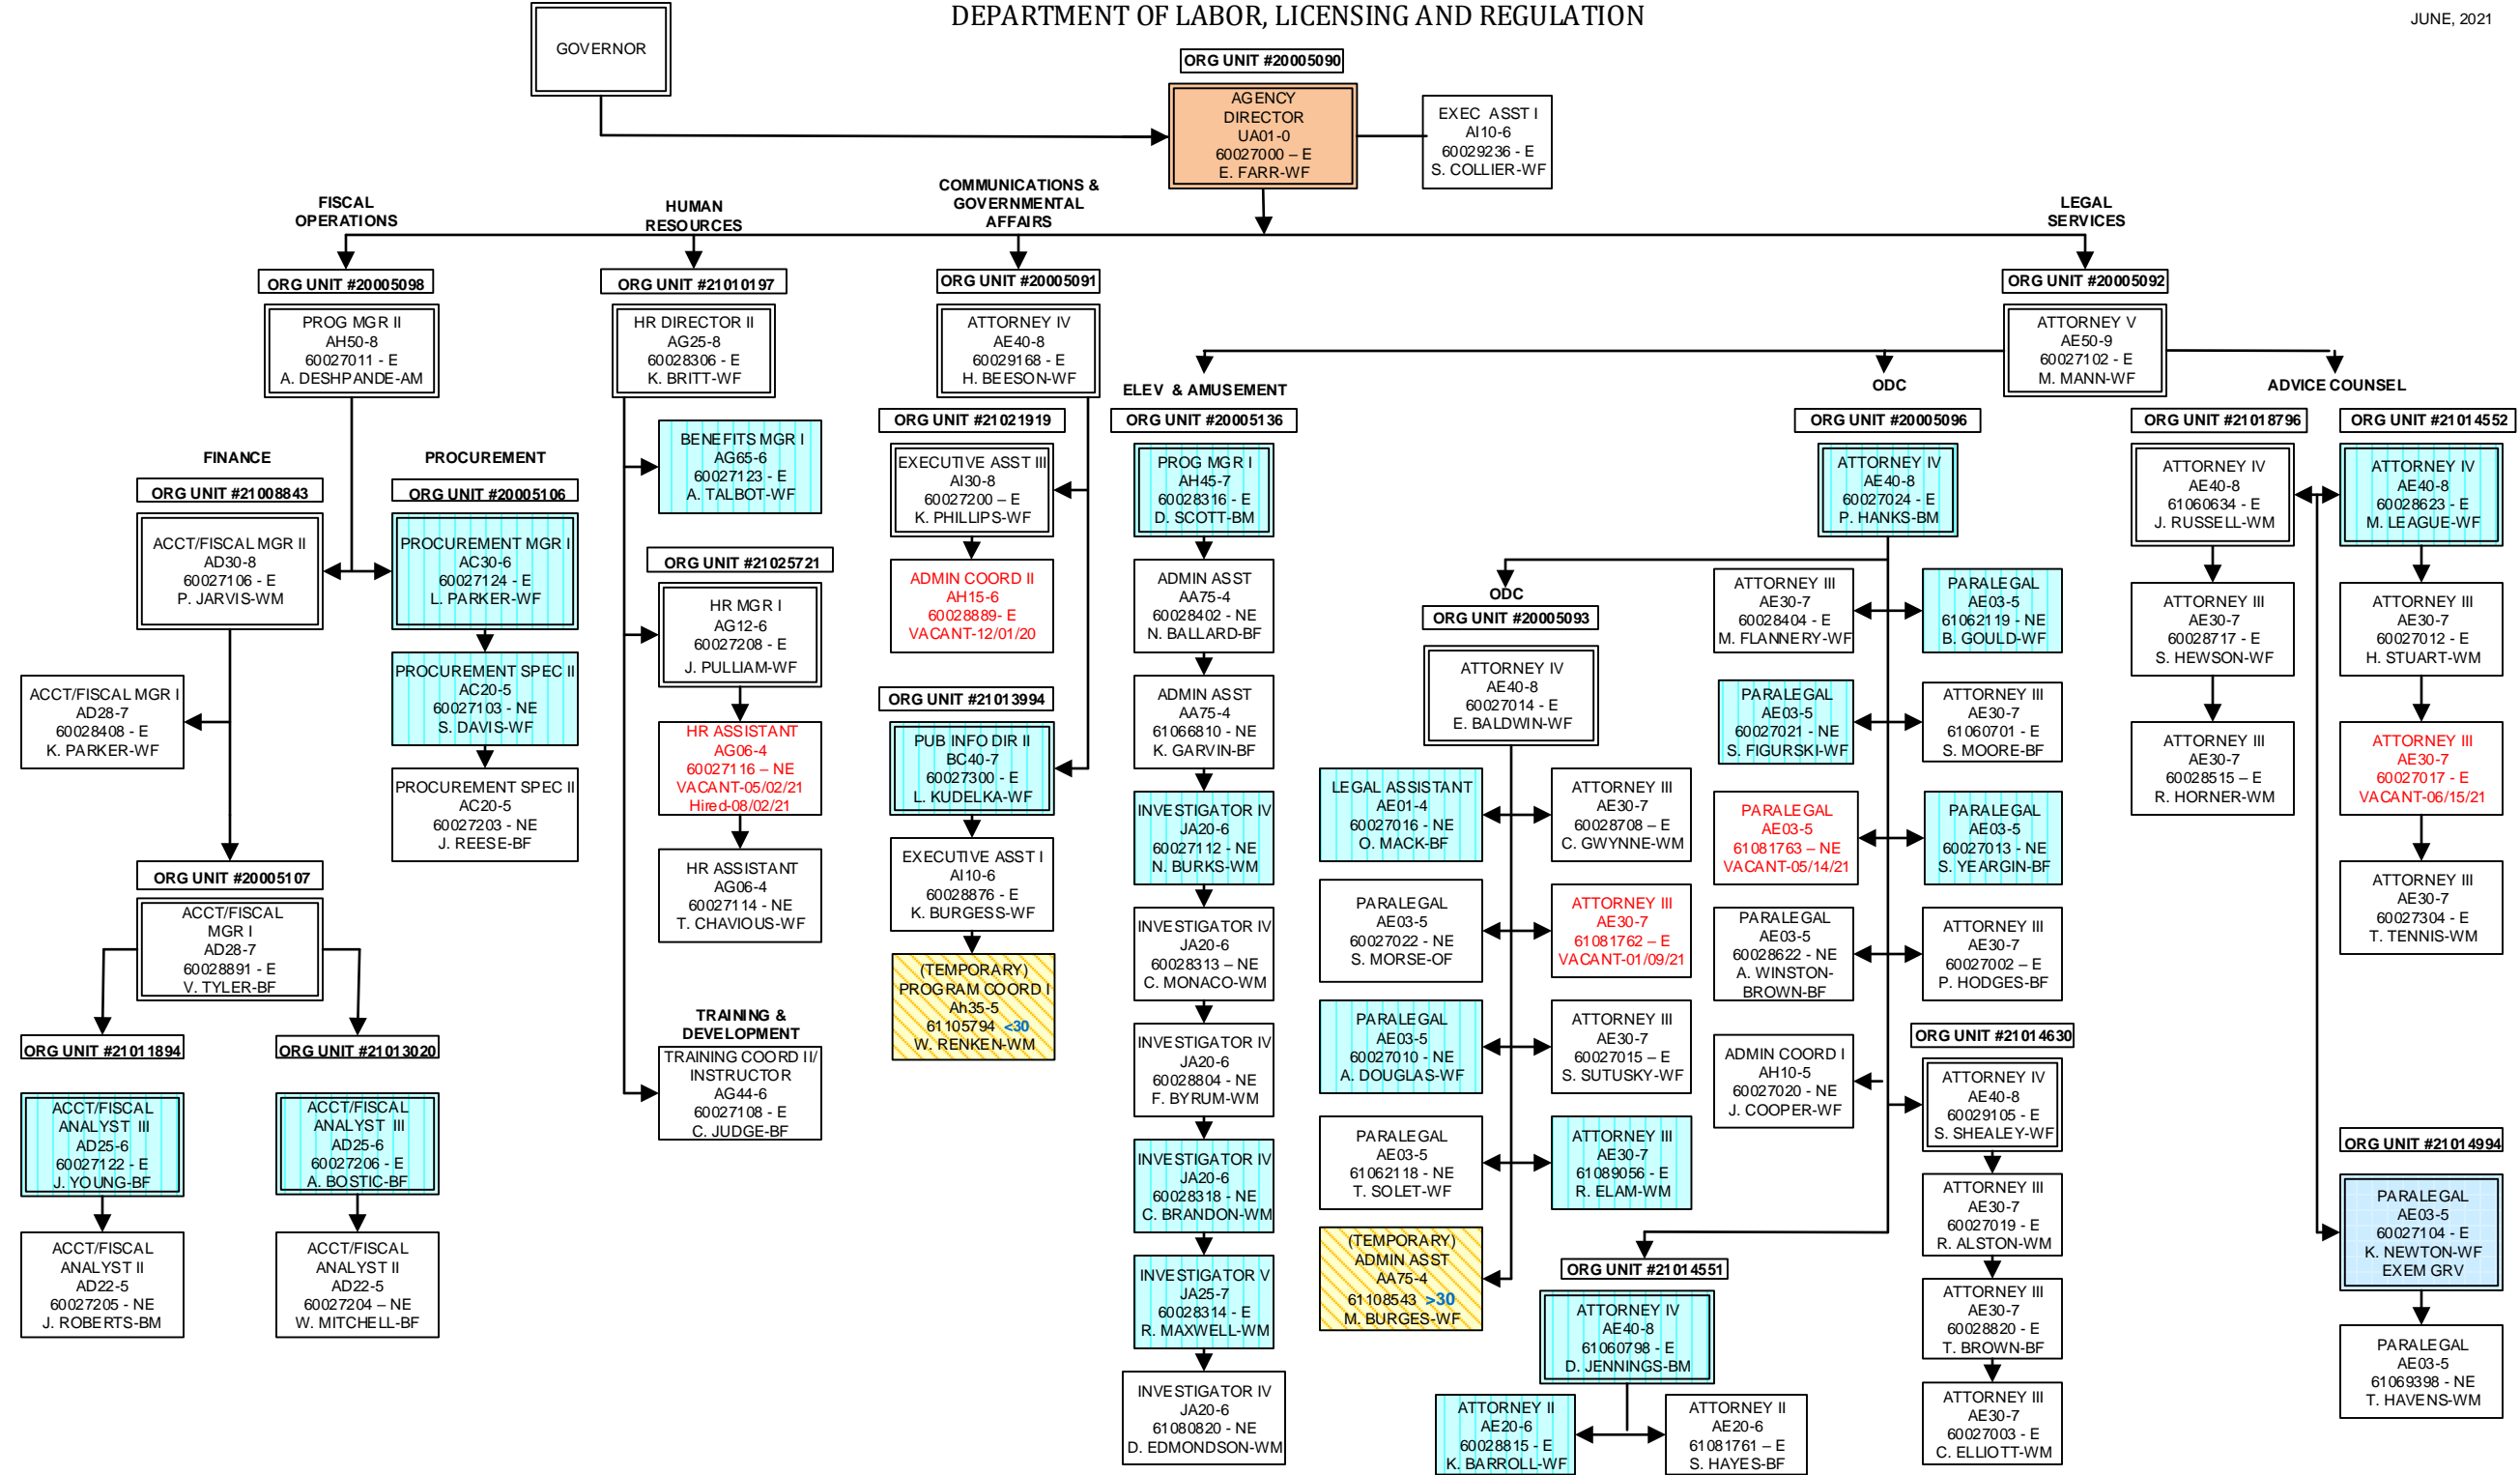 DEPARTMENT OF LABOR, LICENSING AND REGULATION
JUNE, 2021
GOVERNOR
ORG UNIT #20005090
AGENCY
DIRECTOR
UA01-0
60027000 – E
E. FARR-WF
EXEC ASST I
AI10-6
60029236 - E
S. COLLIER-WF
FISCAL
OPERATIONS
HUMAN
RESOURCES
COMMUNICATIONS &
GOVERNMENTAL
AFFAIRS
LEGAL
SERVICES
ORG UNIT #20005098
PROG MGR II
AH50-8
60027011 - E
A. DESHPANDE-AM
ORG UNIT #21010197
HR DIRECTOR II
AG25-8
60028306 - E
K. BRITT-WF
ORG UNIT #20005091
ATTORNEY IV
AE40-8
60029168 - E
H. BEESON-WF
ORG UNIT #20005092
ATTORNEY V
AE50-9
60027102 - E
M. MANN-WF
FINANCE
ORG UNIT #21008843
ACCT/FISCAL MGR II
AD30-8
60027106 - E
P. JARVIS-WM
PROCUREMENT
ORG UNIT #20005106
PROCUREMENT MGR I
AC30-6
60027124 - E
L. PARKER-WF
PROCUREMENT SPEC II
AC20-5
60027103 - NE
S. DAVIS-WF
PROCUREMENT SPEC II
AC20-5
60027203 - NE
J. REESE-BF
ACCT/FISCAL MGR I
AD28-7
60028408 - E
K. PARKER-WF
ORG UNIT #20005107
ACCT/FISCAL
MGR I
AD28-7
60028891 - E
V. TYLER-BF
ORG UNIT #21011894
ACCT/FISCAL
ANALYST III
AD25-6
60027122 - E
J. YOUNG-BF
ACCT/FISCAL
ANALYST II
AD22-5
60027205 - NE
J. ROBERTS-BM
ORG UNIT #21013020
ACCT/FISCAL
ANALYST III
AD25-6
60027206 - E
A. BOSTIC-BF
ACCT/FISCAL
ANALYST II
AD22-5
60027204 – NE
W. MITCHELL-BF
BENEFITS MGR I
AG65-6
60027123 - E
A. TALBOT-WF
ORG UNIT #21025721
HR MGR I
AG12-6
60027208 - E
J. PULLIAM-WF
HR ASSISTANT
AG06-4
60027116 – NE
VACANT-05/02/21
Hired-08/02/21
HR ASSISTANT
AG06-4
60027114 - NE
T. CHAVIOUS-WF
TRAINING &
DEVELOPMENT
TRAINING COORD II/
INSTRUCTOR
AG44-6
60027108 - E
C. JUDGE-BF
ORG UNIT #21021919
EXECUTIVE ASST III
AI30-8
60027200 – E
K. PHILLIPS-WF
ADMIN COORD II
AH15-6
60028889- E
VACANT-12/01/20
ORG UNIT #21013994
PUB INFO DIR II
BC40-7
60027300 - E
L. KUDELKA-WF
EXECUTIVE ASST I
AI10-6
60028876 - E
K. BURGESS-WF
(TEMPORARY)
PROGRAM COORD I
Ah35-5
61105794 <30
W. RENKEN-WM
ELEV & AMUSEMENT
ORG UNIT #20005136
PROG MGR I
AH45-7
60028316 - E
D. SCOTT-BM
ADMIN ASST
AA75-4
60028402 - NE
N. BALLARD-BF
ADMIN ASST
AA75-4
61066810 - NE
K. GARVIN-BF
INVESTIGATOR IV
JA20-6
60027112 - NE
N. BURKS-WM
INVESTIGATOR IV
JA20-6
60028313 – NE
C. MONACO-WM
INVESTIGATOR IV
JA20-6
60028804 - NE
F. BYRUM-WM
INVESTIGATOR IV
JA20-6
60028318 - NE
C. BRANDON-WM
INVESTIGATOR V
JA25-7
60028314 - E
R. MAXWELL-WM
INVESTIGATOR IV
JA20-6
61080820 - NE
D. EDMONDSON-WM
ODC
ORG UNIT #20005096
ATTORNEY IV
AE40-8
60027024 - E
P. HANKS-BM
ODC
ORG UNIT #20005093
ATTORNEY IV
AE40-8
60027014 - E
E. BALDWIN-WF
LEGAL ASSISTANT
AE01-4
60027016 - NE
O. MACK-BF
ATTORNEY III
AE30-7
60028708 – E
C. GWYNNE-WM
PARALEGAL
AE03-5
60027022 - NE
S. MORSE-OF
ATTORNEY III
AE30-7
61081762 – E
VACANT-01/09/21
PARALEGAL
AE03-5
60027010 - NE
A. DOUGLAS-WF
ATTORNEY III
AE30-7
60027015 – E
S. SUTUSKY-WF
PARALEGAL
AE03-5
61062118 - NE
T. SOLET-WF
ATTORNEY III
AE30-7
61089056 - E
R. ELAM-WM
(TEMPORARY)
ADMIN ASST
AA75-4
61108543 >30
M. BURGES-WF
ATTORNEY III
AE30-7
60028404 - E
M. FLANNERY-WF
PARALEGAL
AE03-5
61062119 - NE
B. GOULD-WF
PARALEGAL
AE03-5
60027021 - NE
S. FIGURSKI-WF
ATTORNEY III
AE30-7
61060701 – E
S. MOORE-BF
PARALEGAL
AE03-5
61081763 – NE
VACANT-05/14/21
PARALEGAL
AE03-5
60027013 - NE
S. YEARGIN-BF
PARALEGAL
AE03-5
60028622 - NE
A. WINSTON-
BROWN-BF
ATTORNEY III
AE30-7
60027002 – E
P. HODGES-BF
ADMIN COORD I
AH10-5
60027020 - NE
J. COOPER-WF
ORG UNIT #21014630
ATTORNEY IV
AE40-8
60029105 - E
S. SHEALEY-WF
ATTORNEY III
AE30-7
60027019 - E
R. ALSTON-WM
ATTORNEY III
AE30-7
60028820 - E
T. BROWN-BF
ATTORNEY III
AE30-7
60027003 – E
C. ELLIOTT-WM
ORG UNIT #21014551
ATTORNEY IV
AE40-8
61060798 - E
D. JENNINGS-BM
ATTORNEY II
AE20-6
60028815 - E
K. BARROLL-WF
ATTORNEY II
AE20-6
61081761 – E
S. HAYES-BF
ADVICE COUNSEL
ORG UNIT #21018796
ATTORNEY IV
AE40-8
61060634 - E
J. RUSSELL-WM
ATTORNEY III
AE30-7
60028717 - E
S. HEWSON-WF
ATTORNEY III
AE30-7
60028515 – E
R. HORNER-WM
ORG UNIT #21014552
ATTORNEY IV
AE40-8
60028623 - E
M. LEAGUE-WF
ATTORNEY III
AE30-7
60027012 - E
H. STUART-WM
ATTORNEY III
AE30-7
60027017 - E
VACANT-06/15/21
ATTORNEY III
AE30-7
60027304 – E
T. TENNIS-WM
ORG UNIT #21014994
PARALEGAL
AE03-5
60027104 - E
K. NEWTON-WF
EXEM GRV
PARALEGAL
AE03-5
61069398 - NE
T. HAVENS-WM